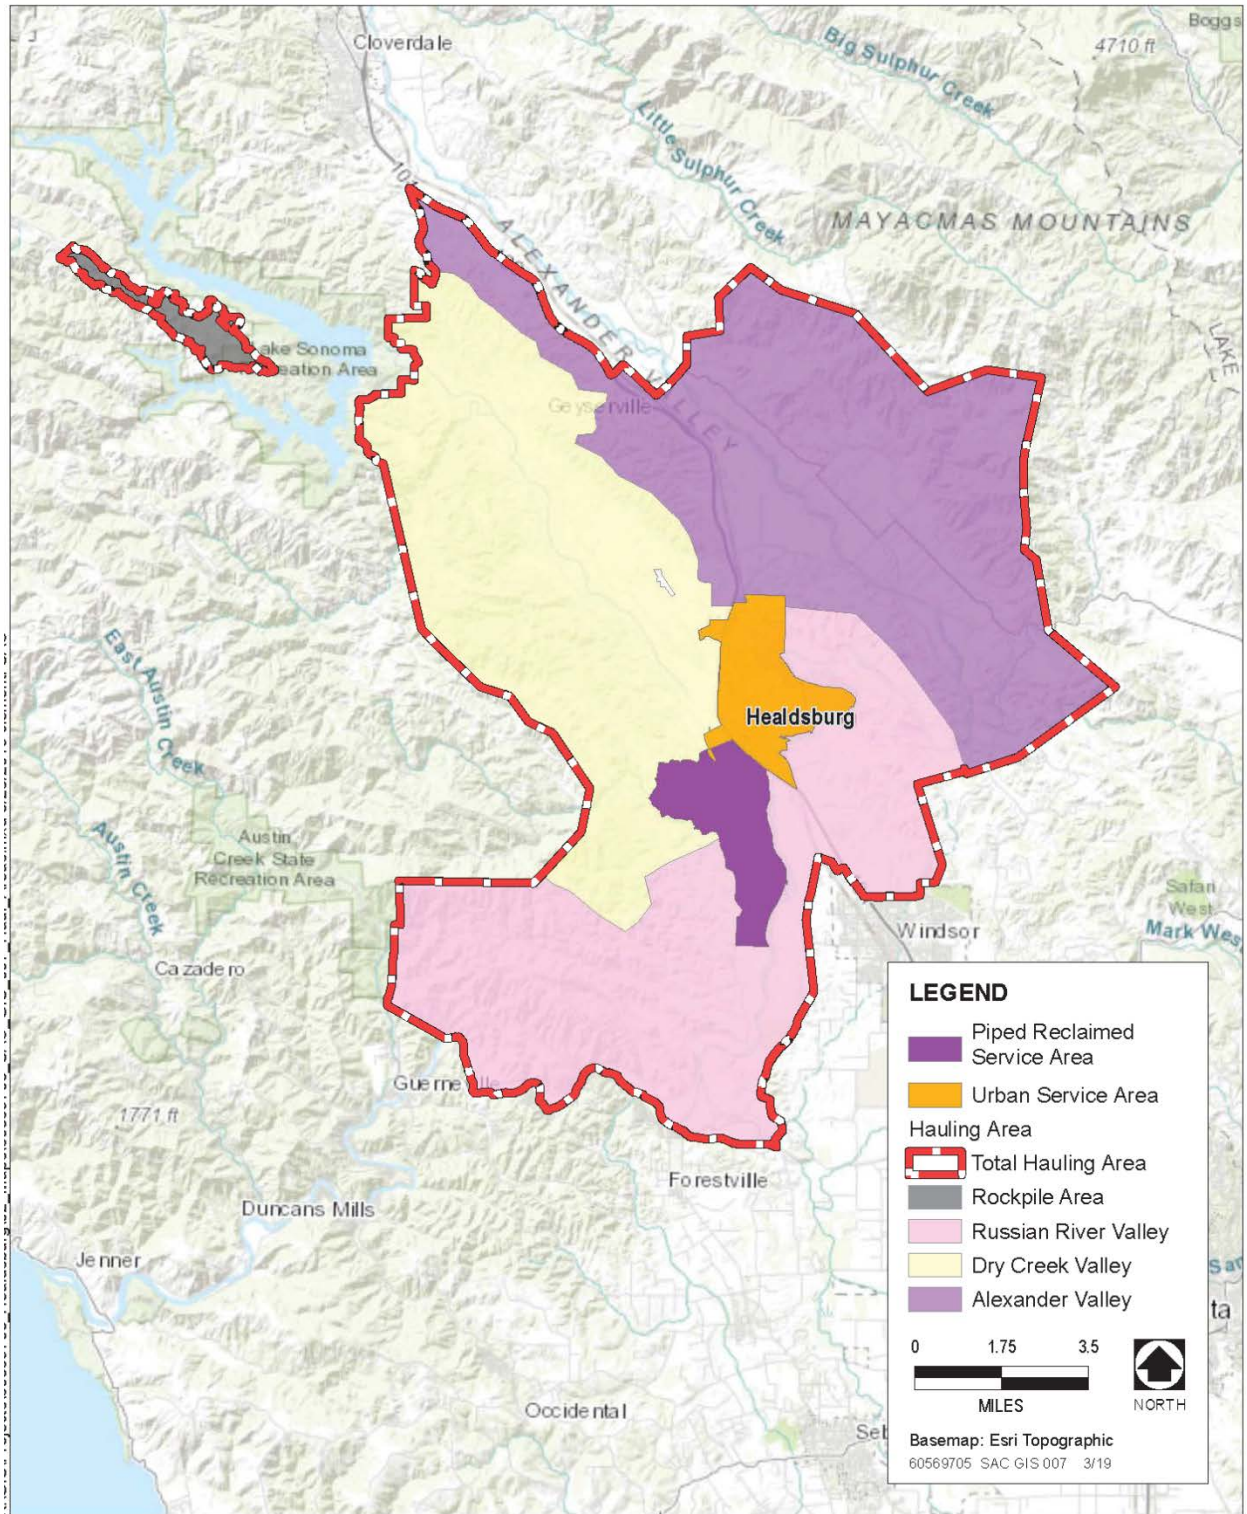 Boggs
Cloverdale
4710 ft
Big Sulphur Creek
Little Sulphur Creek
101
MAYACMAS MOUNTAINS
ALEXANDER VALLEY
LAKE
ake Sonoma
eation Area
Geyserville
East Austin Creek
Healdsburg
Austin Creek
Austin
Creek State
Recreation Area
Safari
West
Windsor
Mark West
Cazadero
Guerneville
1771 ft
Forestville
Duncans Mills
Jenner
Occidental
Seb
San
ta
LEGEND
Piped Reclaimed
Service Area
Urban Service Area
Hauling Area
Total Hauling Area
Rockpile Area
Russian River Valley
Dry Creek Valley
Alexander Valley
0 1.75 3.5
MILES
NORTH
Basemap: Esri Topographic
60569705 SAC GIS 007 3/19